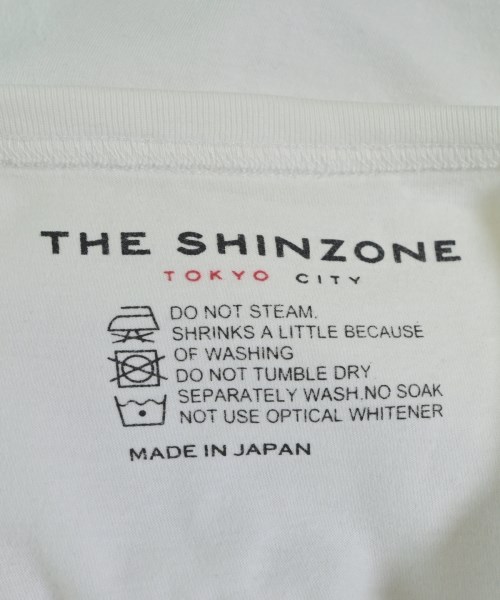 THE SHINZONE
TOKYO CITY
DO NOT STEAM.
SHRINKS A LITTLE BECAUSE
OF WASHING
DO NOT TUMBLE DRY
SEPARATELY WASH.NO SOAK
NOT USE OPTICAL WHITENER
MADE IN JAPAN